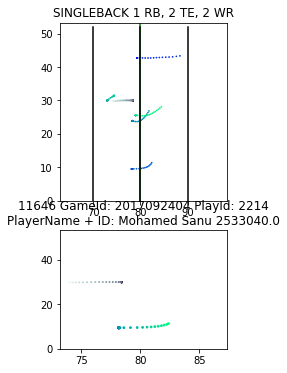 SINGLEBACK 1 RB, 2 TE, 2 WR
50
40
30
20
10
0
70 80 90
11646 GameId: 2017092404 PlayId: 2214
PlayerName + ID: Mohamed Sanu 2533040.0
40
20
0
75 80 85